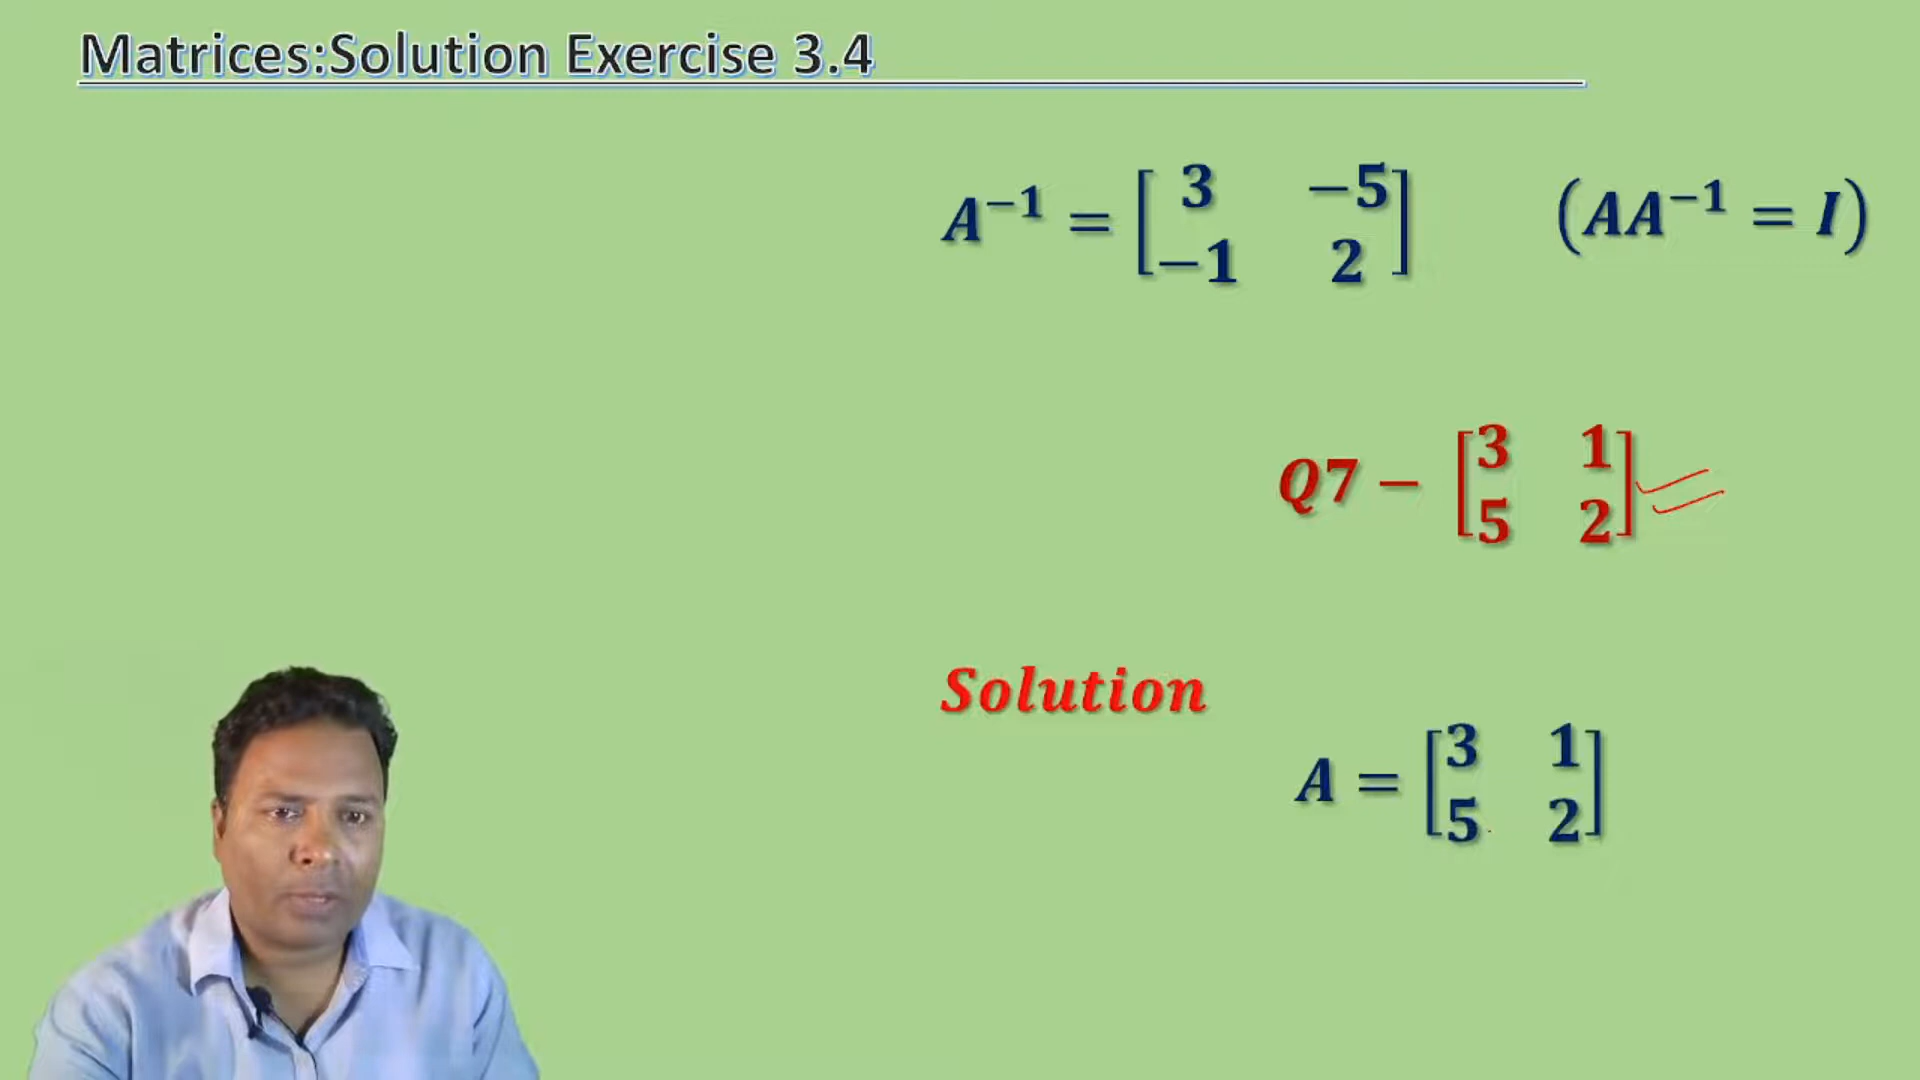 Matrices:Solution Exercise 3.4
A⁻¹ = [3 −5
−1 2] (AA⁻¹ = I)
Q7 − [3 1
5 2]
Solution
A = [3 1
5 2]